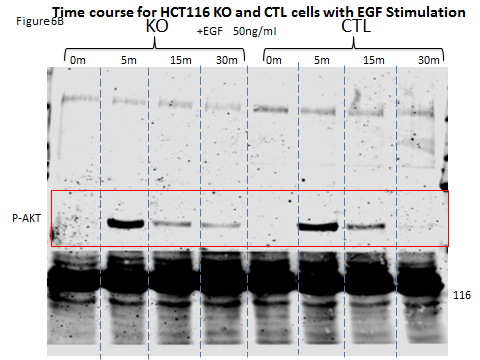 Time course for HCT116 KO and CTL cells with EGF Stimulation
Figure6B
KO +EGF 50ng/ml CTL
0m 5m 15m 30m 0m 5m 15m 30m
P-AKT
116